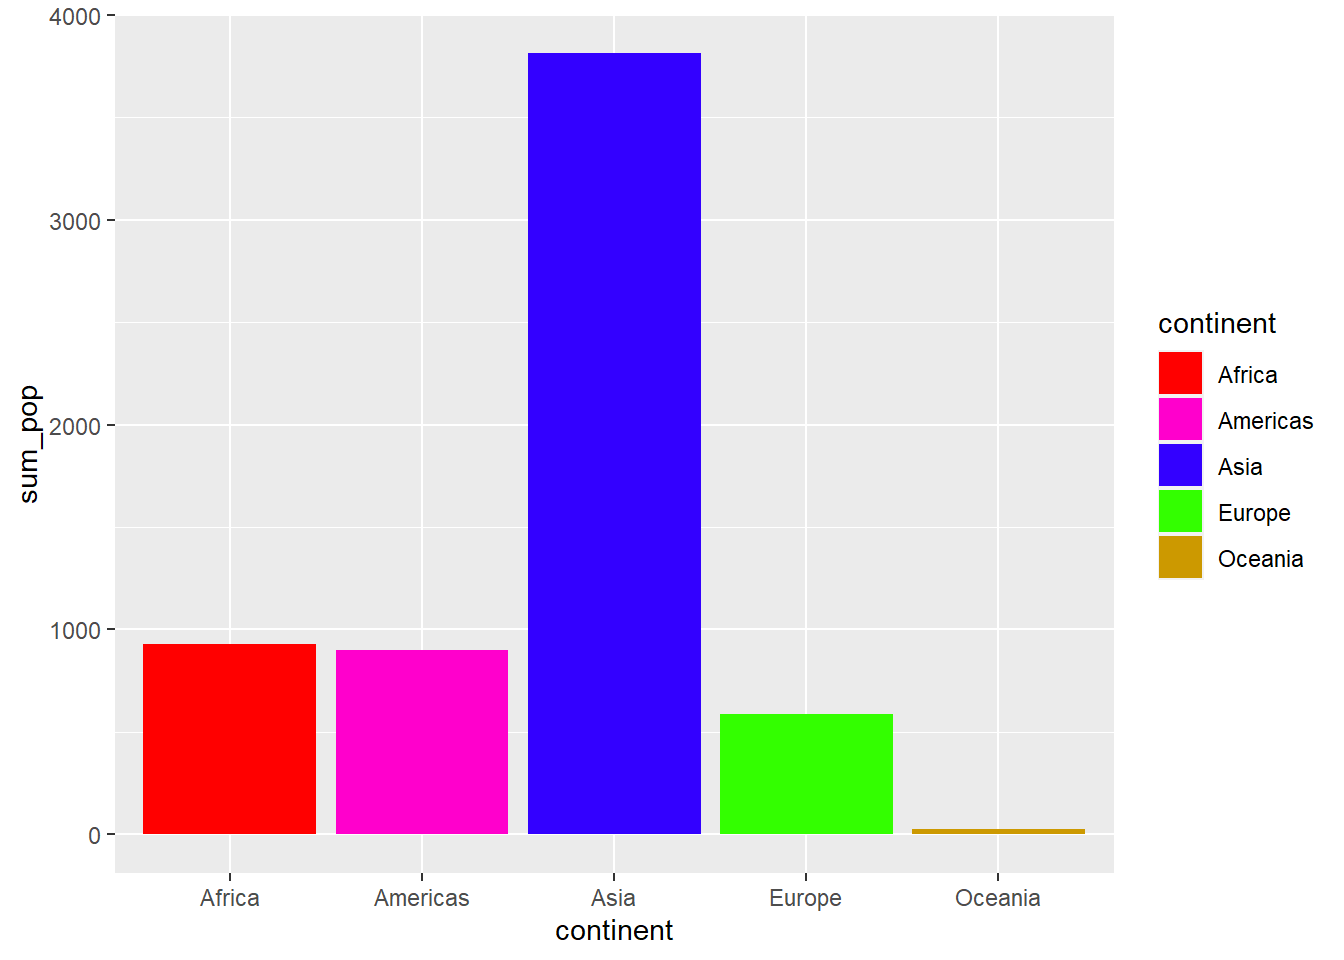 4000
3000
2000
1000
0
sum_pop
Africa Americas Asia Europe Oceania
continent
continent
Africa
Americas
Asia
Europe
Oceania